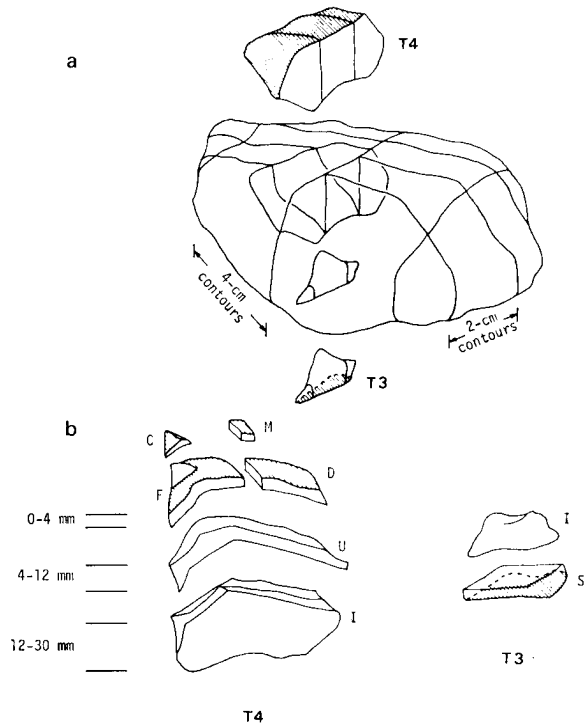 a
T4
4-cm
contours
2-cm
contours
T3
b
C
M
F
D
0-4 mm
U
I
4-12 mm
S
I
12-30 mm
T3
T4